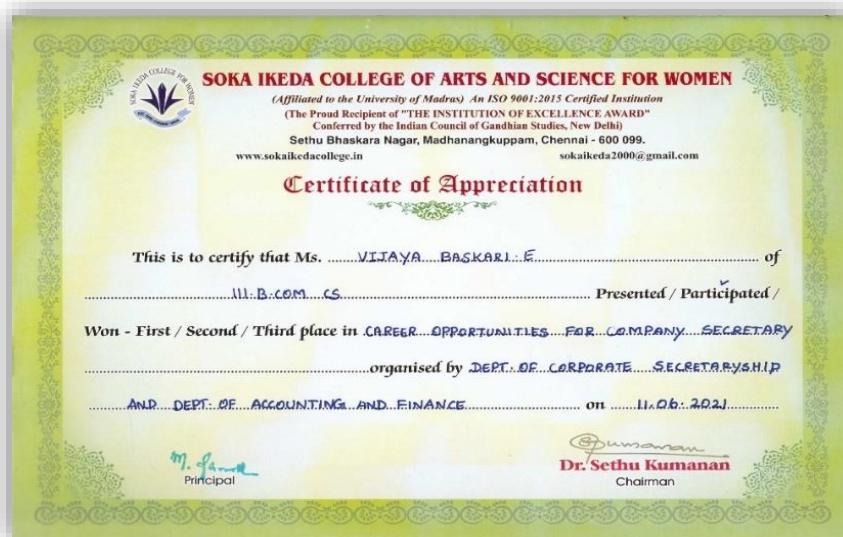 SOKA IKEDA COLLEGE FOR WOMEN
SOKA IKEDA COLLEGE OF ARTS AND SCIENCE FOR WOMEN
(Affiliated to the University of Madras) An ISO 9001:2015 Certified Institution
(The Proud Recipient of "THE INSTITUTION OF EXCELLENCE AWARD"
Conferred by the Indian Council of Gandhian Studies, New Delhi)
Sethu Bhaskara Nagar, Madhanangkuppam, Chennai - 600 099.
www.sokaikedacollege.in sokaikeda2000@gmail.com
Certificate of Appreciation
This is to certify that Ms. VIJAYA BASKARI. E of
III. B.COM CS Presented / Participated /
Won - First / Second / Third place in CAREER OPPORTUNITIES FOR COMPANY SECRETARY
organised by DEPT. OF CORPORATE SECRETARYSHIP
AND DEPT. OF ACCOUNTING AND FINANCE on 11.06.2021
Principal
Dr. Sethu Kumanan
Chairman